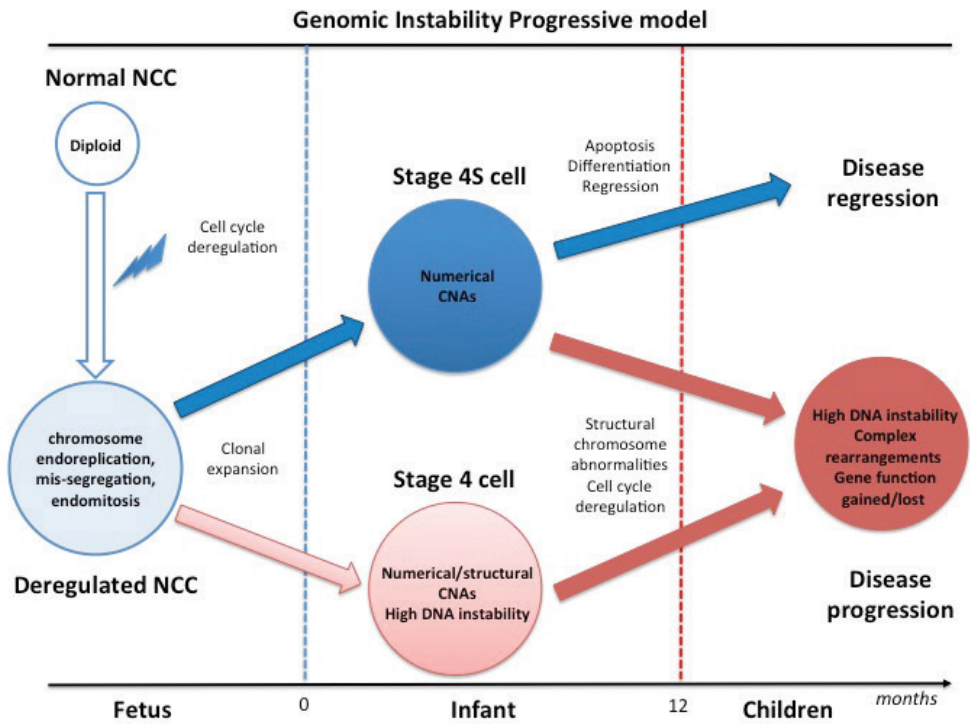 Genomic Instability Progressive model
Normal NCC
Diploid
Cell cycle
deregulation
chromosome
endoreplication,
mis-segregation,
endomitosis
Deregulated NCC
Clonal
expansion
Stage 4S cell
Numerical
CNAs
Stage 4 cell
Numerical/structural
CNAs
High DNA instability
Apoptosis
Differentiation
Regression
Disease
regression
Structural
chromosome
abnormalities
Cell cycle
deregulation
High DNA instability
Complex
rearrangements
Gene function
gained/lost
Disease
progression
Fetus
0
Infant
12
Children
months